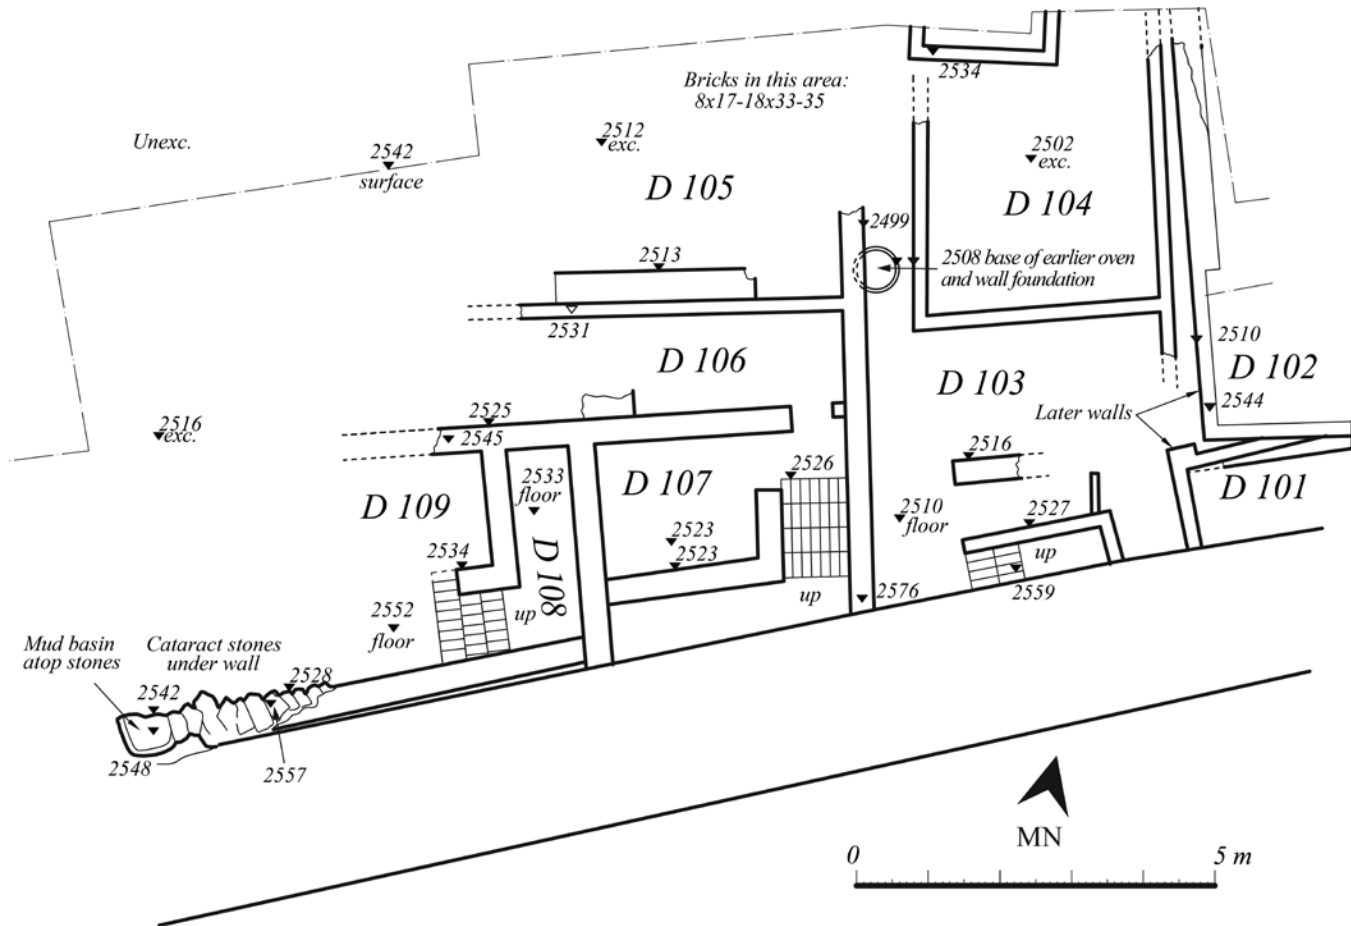 2534
Bricks in this area:
8x17-18x33-35
Unexc.
2542
surface
2512
exc.
2502
exc.
D 105
D 104
2499
2513
2508 base of earlier oven
and wall foundation
2531
2510
D 106
D 103
D 102
2516
exc.
2525
2545
Later walls
2544
2533
floor
D 107
2526
2516
D 101
D 109
2510
floor
2527
2523
2523
2534
D 108
up
2552
floor
up
up
2576
2559
Mud basin
atop stones
Cataract stones
under wall
2542
2528
2548
2557
MN
0
5 m